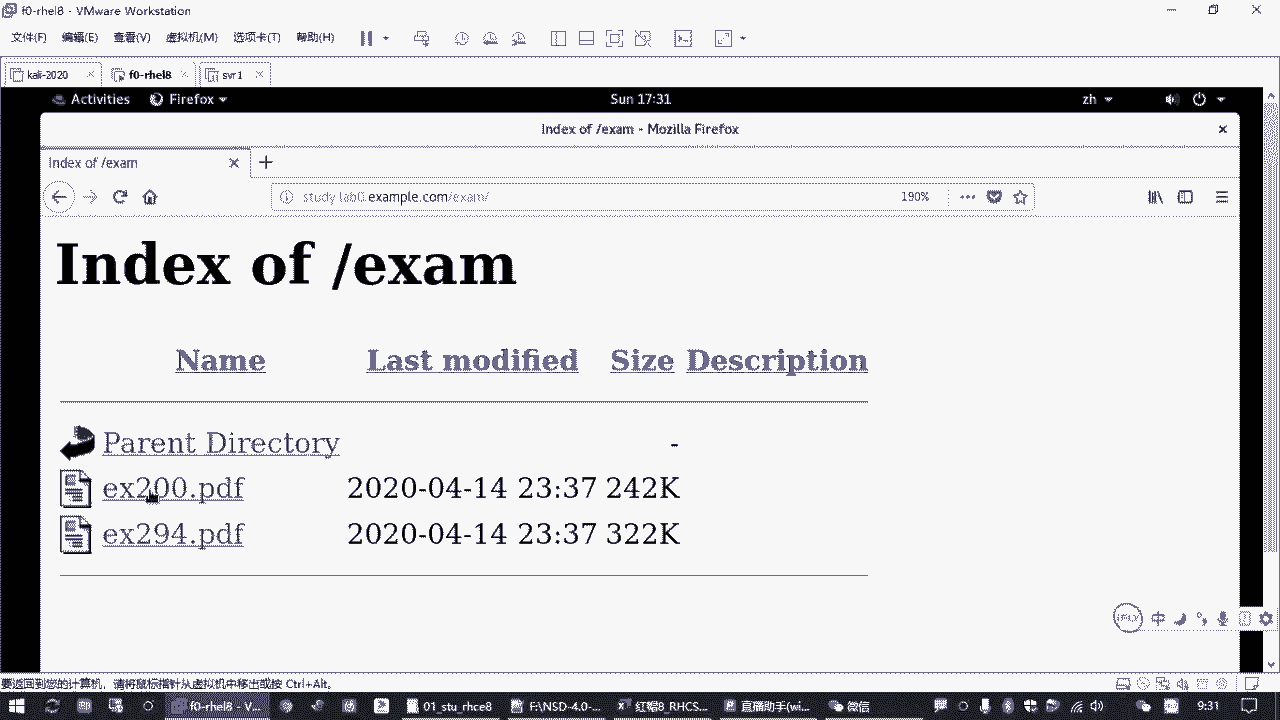 f0-rhel8 - VMware Workstation
文件(F) 编辑(E) 查看(V) 虚拟机(M) 选项卡(T) 帮助(H)
kali-2020 f0-rhel8 svr1
Activities Firefox Sun 17:31 zh
Index of /exam - Mozilla Firefox
Index of /exam
study.lab0.example.com/exam/ 190%
Index of /exam
Name Last modified Size Description
Parent Directory -
ex200.pdf 2020-04-14 23:37 242K
ex294.pdf 2020-04-14 23:37 322K
iFLY 中
要返回到您的计算机，请将鼠标指针从虚拟机中移出或按 Ctrl+Alt。
f0-rhel8 - V... 01_stu_rhce8 F:\NSD-4.0-... 红帽8_RHCS... 直播助手(wi... 微信 9:31